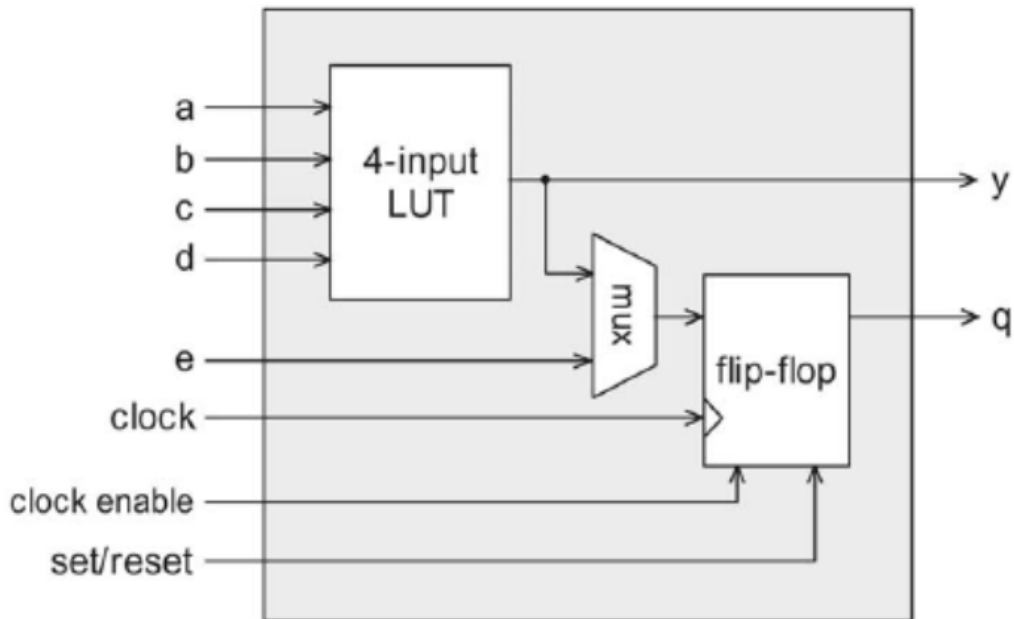 a
b
c
d
4-input
LUT
y
mux
e
flip-flop
q
clock
clock enable
set/reset